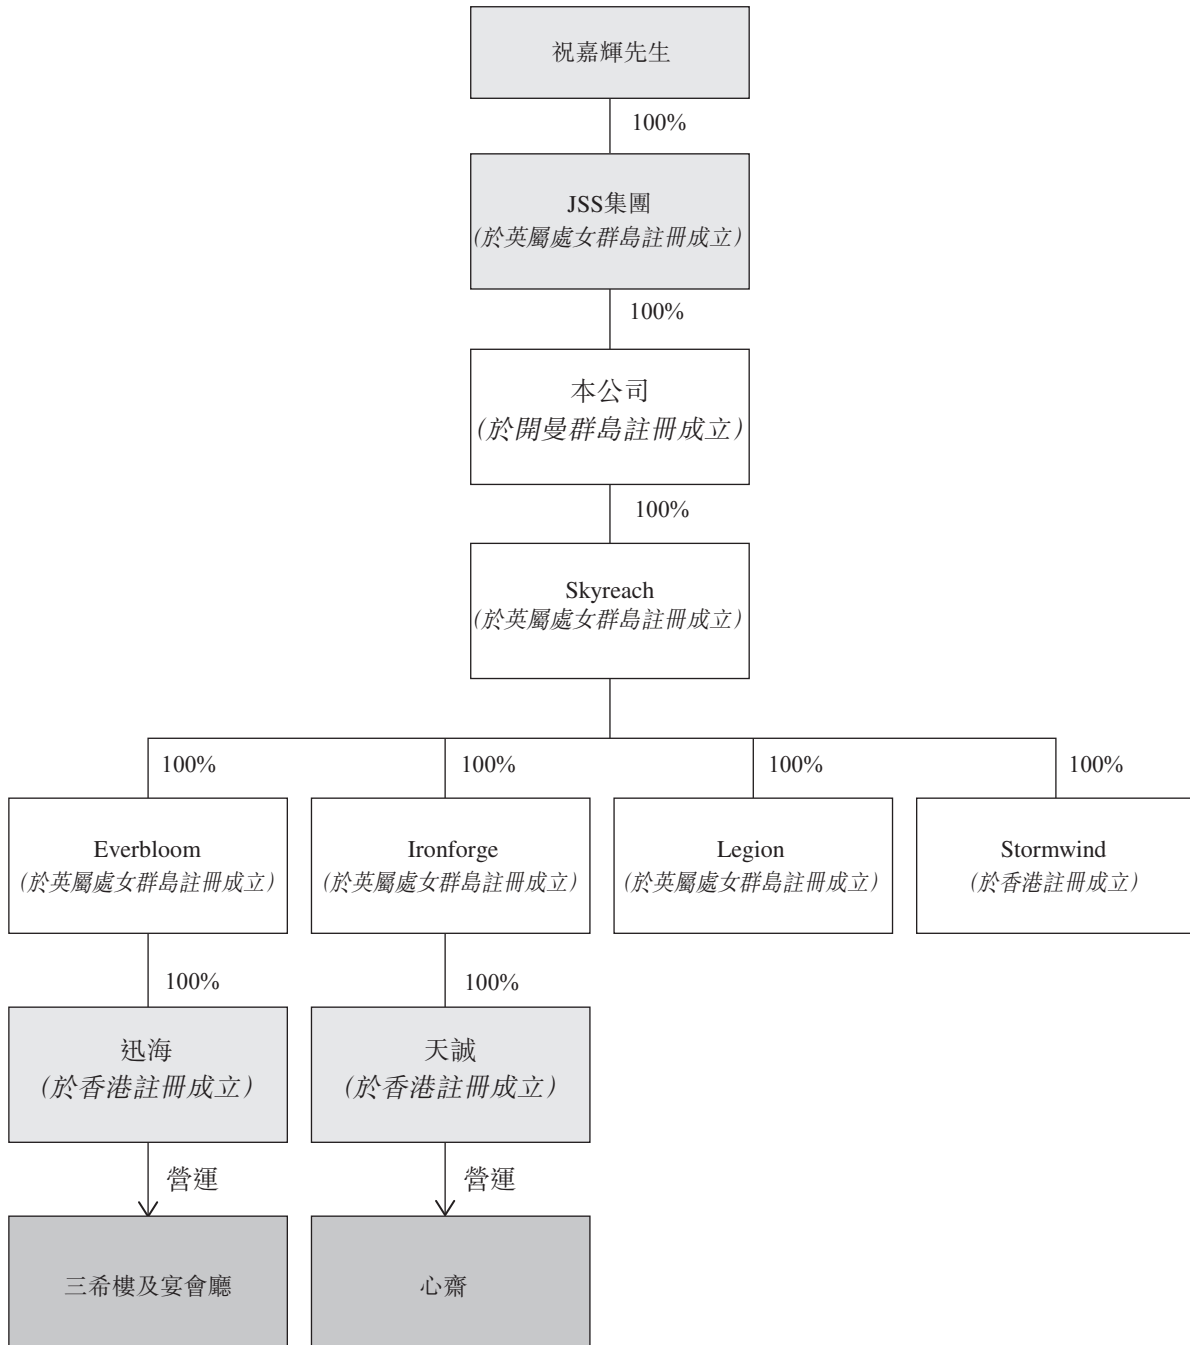 祝嘉輝先生
100%
JSS集團
(於英屬處女群島註冊成立)
100%
本公司
(於開曼群島註冊成立)
100%
Skyreach
(於英屬處女群島註冊成立)
100%
100%
100%
100%
Everbloom
(於英屬處女群島註冊成立)
Ironforge
(於英屬處女群島註冊成立)
Legion
(於英屬處女群島註冊成立)
Stormwind
(於香港註冊成立)
100%
100%
迅海
(於香港註冊成立)
天誠
(於香港註冊成立)
營運
營運
三希樓及宴會廳
心齋